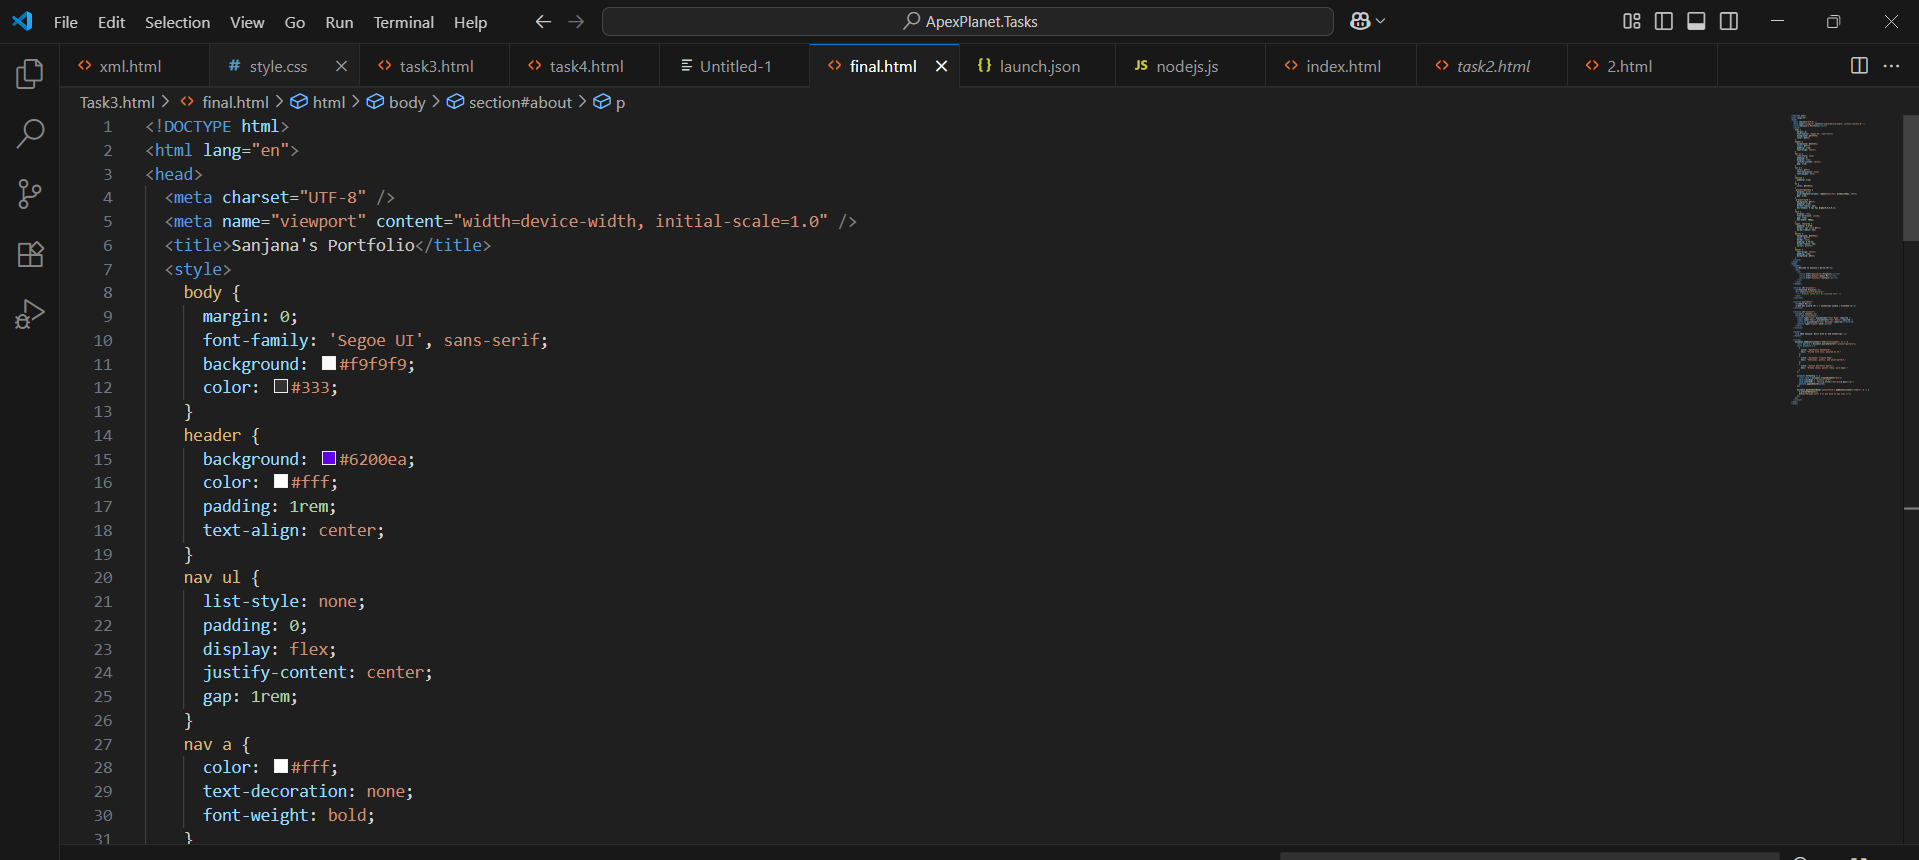 File Edit Selection View Go Run Terminal Help ApexPlanet.Tasks
xml.html # style.css task3.html task4.html Untitled-1 final.html {} launch.json JS nodejs.js index.html task2.html 2.html
Task3.html > final.html > html > body > section#about > p
1 <!DOCTYPE html>
2 <html lang="en">
3 <head>
4 <meta charset="UTF-8" />
5 <meta name="viewport" content="width=device-width, initial-scale=1.0" />
6 <title>Sanjana's Portfolio</title>
7 <style>
8 body {
9 margin: 0;
10 font-family: 'Segoe UI', sans-serif;
11 background: #f9f9f9;
12 color: #333;
13 }
14 header {
15 background: #6200ea;
16 color: #fff;
17 padding: 1rem;
18 text-align: center;
19 }
20 nav ul {
21 list-style: none;
22 padding: 0;
23 display: flex;
24 justify-content: center;
25 gap: 1rem;
26 }
27 nav a {
28 color: #fff;
29 text-decoration: none;
30 font-weight: bold;
31 }